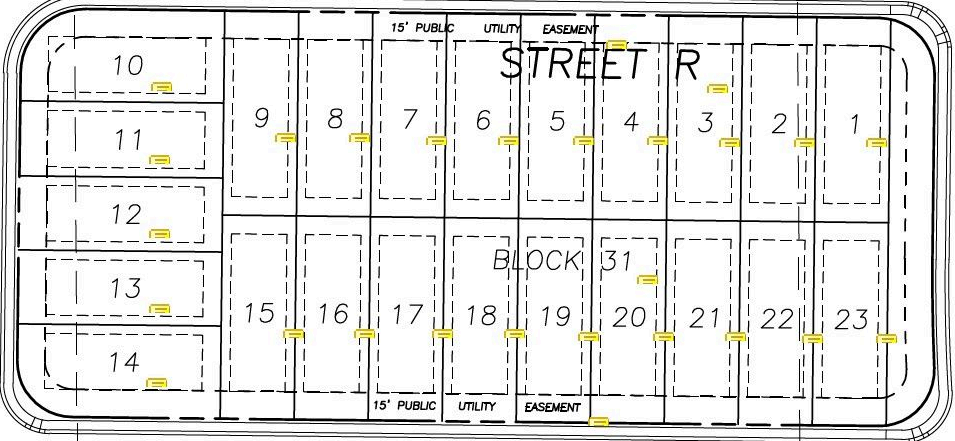 15' PUBLIC UTILITY EASEMENT
STREET R
10
11
12
13
14
9 8 7 6 5 4 3 2 1
BLOCK 31
15 16 17 18 19 20 21 22 23
15' PUBLIC UTILITY EASEMENT